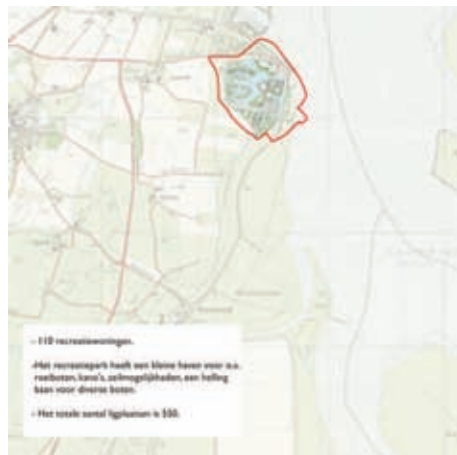 - 110 recreatiewoningen.
-Het recreatiepark heeft een kleine haven voor o.a.
roeiboten, kano's, zeilmogelijkheden, een helling
baan voor diverse boten.
- Het totale aantal ligplaatsen is 550.